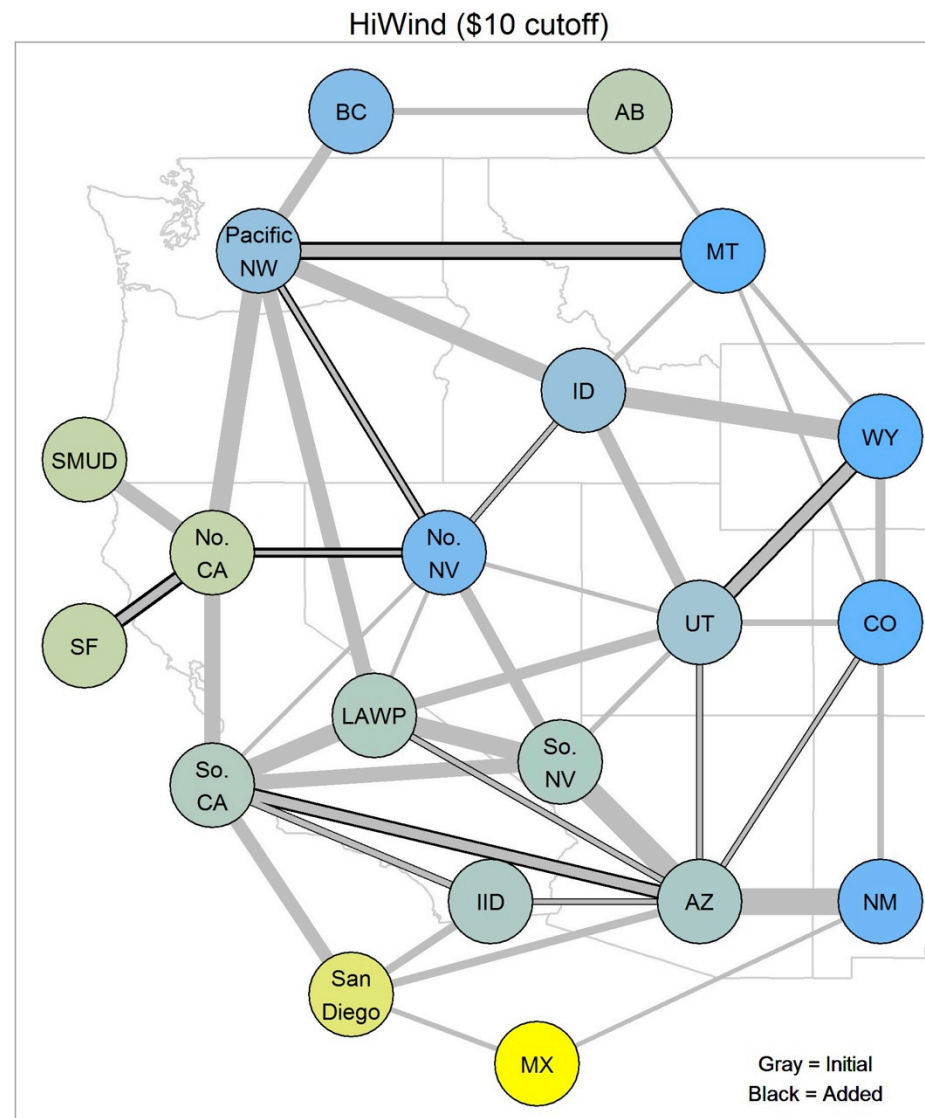 HiWind ($10 cutoff)
BC
AB
Pacific
NW
MT
ID
WY
SMUD
No.
CA
No.
NV
SF
UT
CO
LAWP
So.
NV
So.
CA
IID
AZ
NM
San
Diego
MX
Gray = Initial
Black = Added